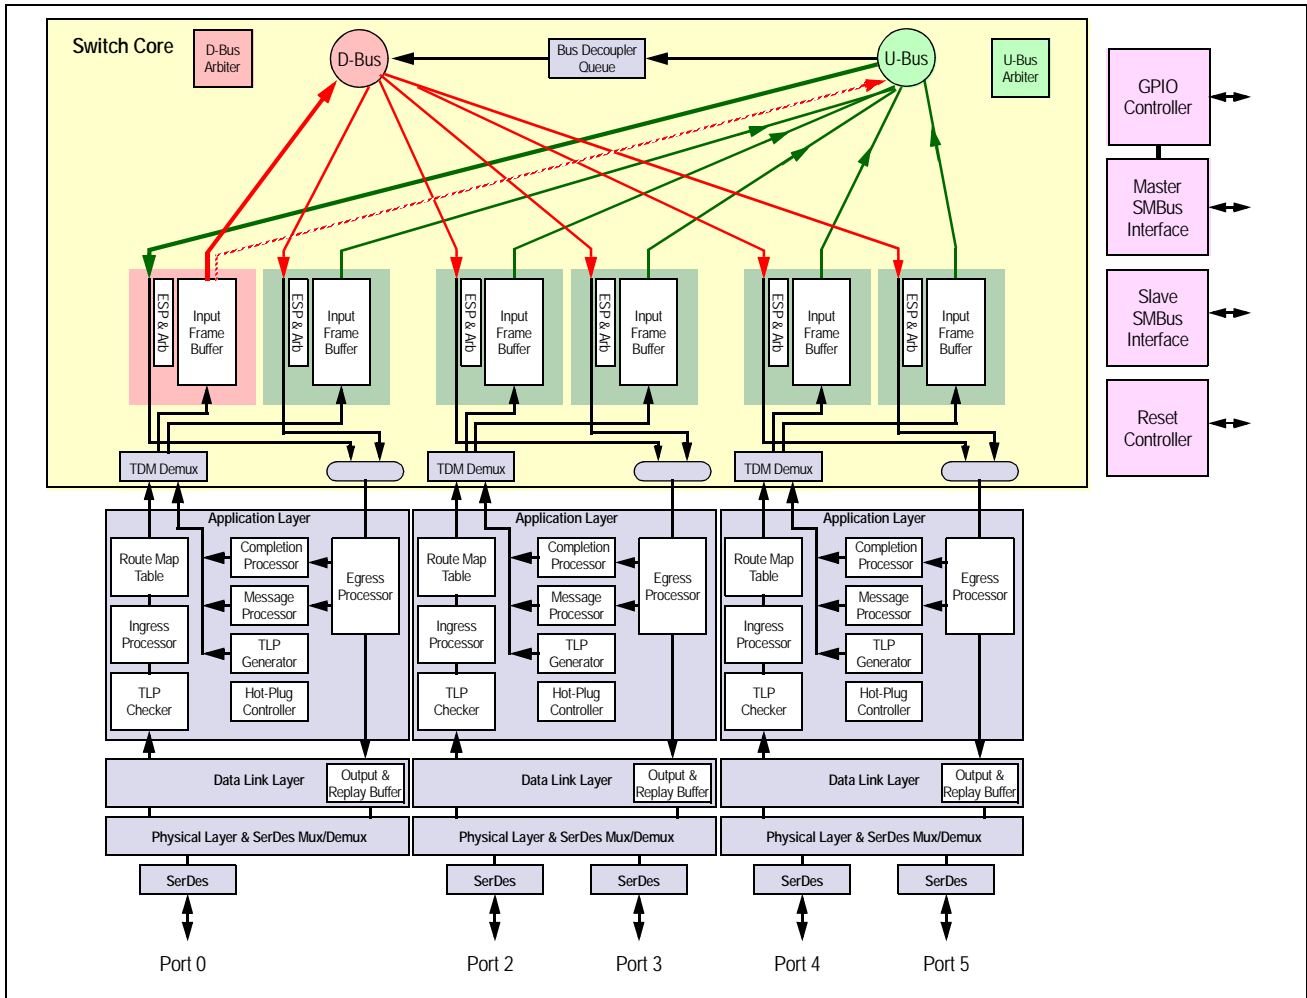 Switch Core
D-Bus
Arbiter
D-Bus
Bus Decoupler
Queue
U-Bus
U-Bus
Arbiter
GPIO
Controller
Master
SMBus
Interface
Slave
SMBus
Interface
Reset
Controller
ESP & Arb
Input
Frame
Buffer
ESP & Arb
Input
Frame
Buffer
ESP & Arb
Input
Frame
Buffer
ESP & Arb
Input
Frame
Buffer
ESP & Arb
Input
Frame
Buffer
ESP & Arb
Input
Frame
Buffer
TDM Demux
TDM Demux
TDM Demux
Application Layer
Route Map
Table
Ingress
Processor
TLP
Checker
Completion
Processor
Message
Processor
TLP
Generator
Hot-Plug
Controller
Egress
Processor
Application Layer
Route Map
Table
Ingress
Processor
TLP
Checker
Completion
Processor
Message
Processor
TLP
Generator
Hot-Plug
Controller
Egress
Processor
Application Layer
Route Map
Table
Ingress
Processor
TLP
Checker
Completion
Processor
Message
Processor
TLP
Generator
Hot-Plug
Controller
Egress
Processor
Data Link Layer
Output &
Replay Buffer
Data Link Layer
Output &
Replay Buffer
Data Link Layer
Output &
Replay Buffer
Physical Layer & SerDes Mux/Demux
Physical Layer & SerDes Mux/Demux
Physical Layer & SerDes Mux/Demux
SerDes
SerDes
SerDes
SerDes
SerDes
Port 0
Port 2
Port 3
Port 4
Port 5